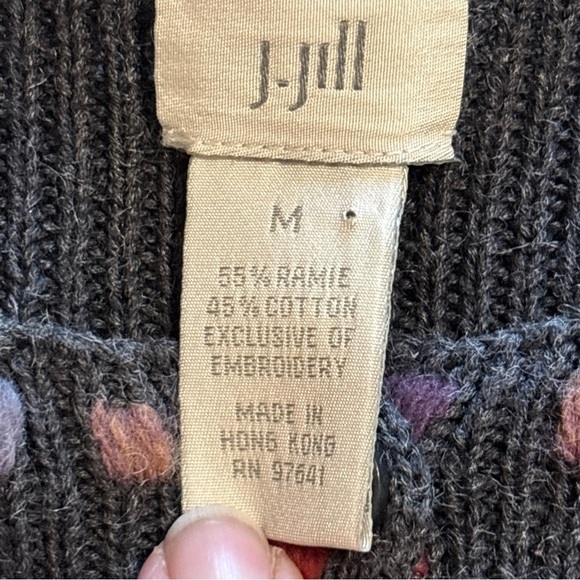 J.Jill
M
55% RAMIE
45% COTTON
EXCLUSIVE OF
EMBROIDERY
MADE IN
HONG KONG
RN 97641